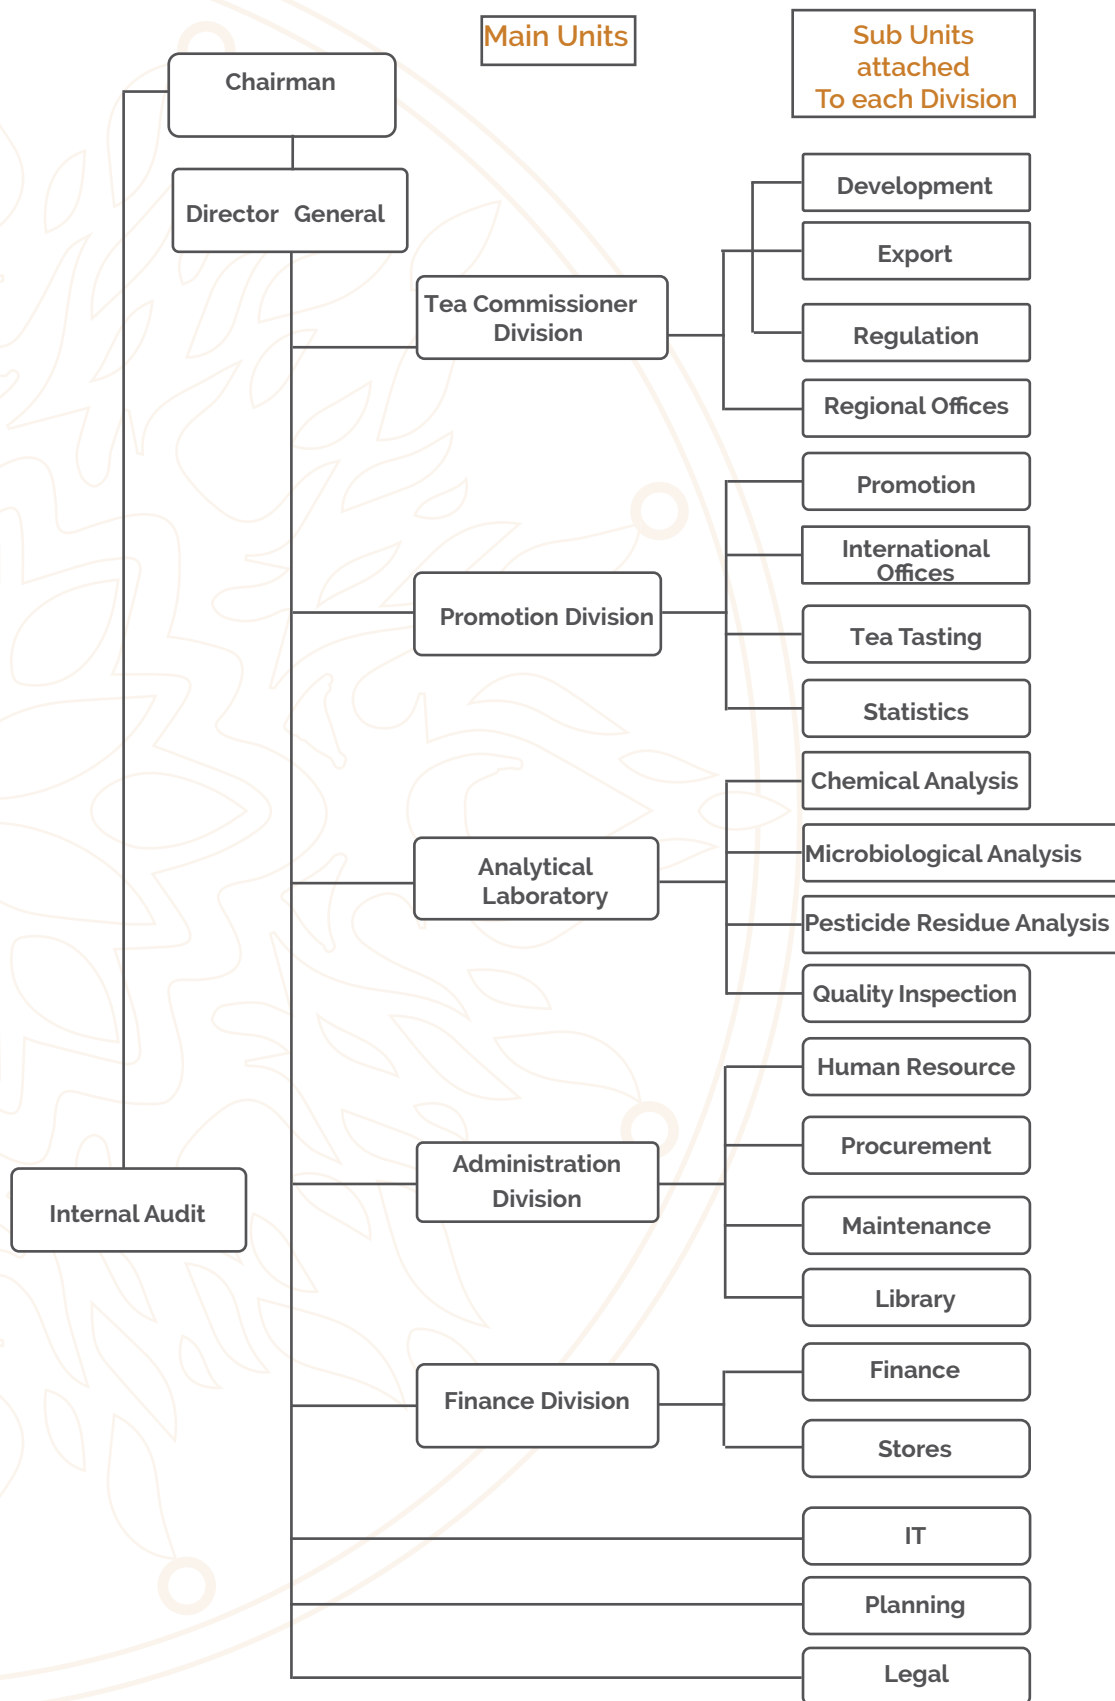 Main Units
Sub Units
attached
To each Division
Chairman
Director General
Development
Export
Tea Commissioner
Division
Regulation
Regional Offices
Promotion
International
Offices
Promotion Division
Tea Tasting
Statistics
Chemical Analysis
Analytical
Laboratory
Microbiological Analysis
Pesticide Residue Analysis
Quality Inspection
Human Resource
Administration
Division
Procurement
Internal Audit
Maintenance
Library
Finance Division
Finance
Stores
IT
Planning
Legal